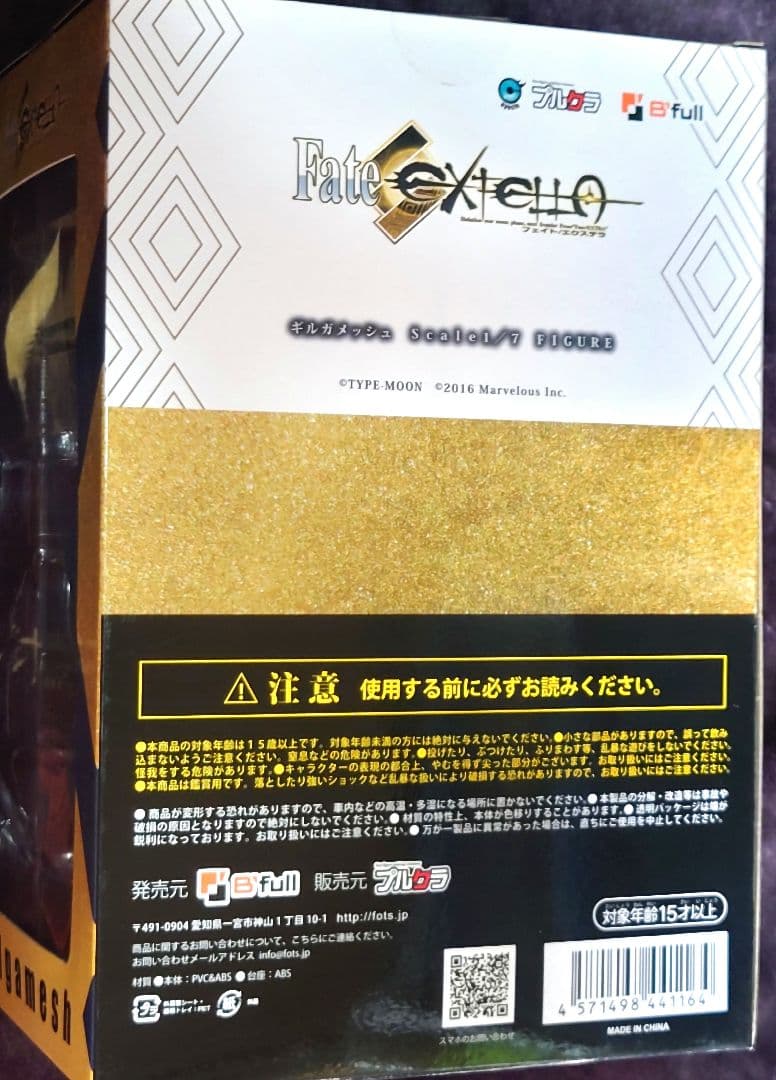 プルクラ B'full
Fate EXTELLA
フェイト/エクステラ
ギルガメッシュ Scale1/7 FIGURE
©TYPE-MOON ©2016 Marvelous Inc.
注意 使用する前に必ずお読みください。
●本商品の対象年齢は15歳以上です。対象年齢未満の方には絶対に与えないでください。●小さな部品がありますので、誤って飲み
込まないようご注意ください。窒息などの危険があります。●投げたり、ぶつけたり、ふりまわす等、乱暴な遊びをしないでください。
怪我をする危険があります。●キャラクターの表現の都合上、やむを得ず尖った部分がございます。お取り扱いにはご注意ください。
●本商品は鑑賞用です。落としたり強いショックなど乱暴な扱いにより破損する恐れがありますので、お取り扱いにはご注意ください。
●商品が変形する恐れがありますので、車内などの高温・多湿になる場所に置かないでください。●本製品の分解・改造等は事故や
破損の原因となりますので絶対にしないでください。●材質の特性上、本体が色移りすることがあります。●透明パッケージは端が
鋭利になっております。お取り扱いにはご注意ください。●万が一製品に異常があった場合は、直ちにご使用を中止してください。
発売元 B'full 販売元 プルクラ
〒491-0904 愛知県一宮市神山1丁目10-1 http://fots.jp
商品に関するお問い合わせについて、こちらにご連絡ください。
お問い合わせメールアドレス info@fots.jp
材質 ●本体：PVC&ABS ●台座：ABS
プラ
紙
対象年齢15才以上
4 571498 441164
MADE IN CHINA
スマホのお問い合わせ
lgamesh